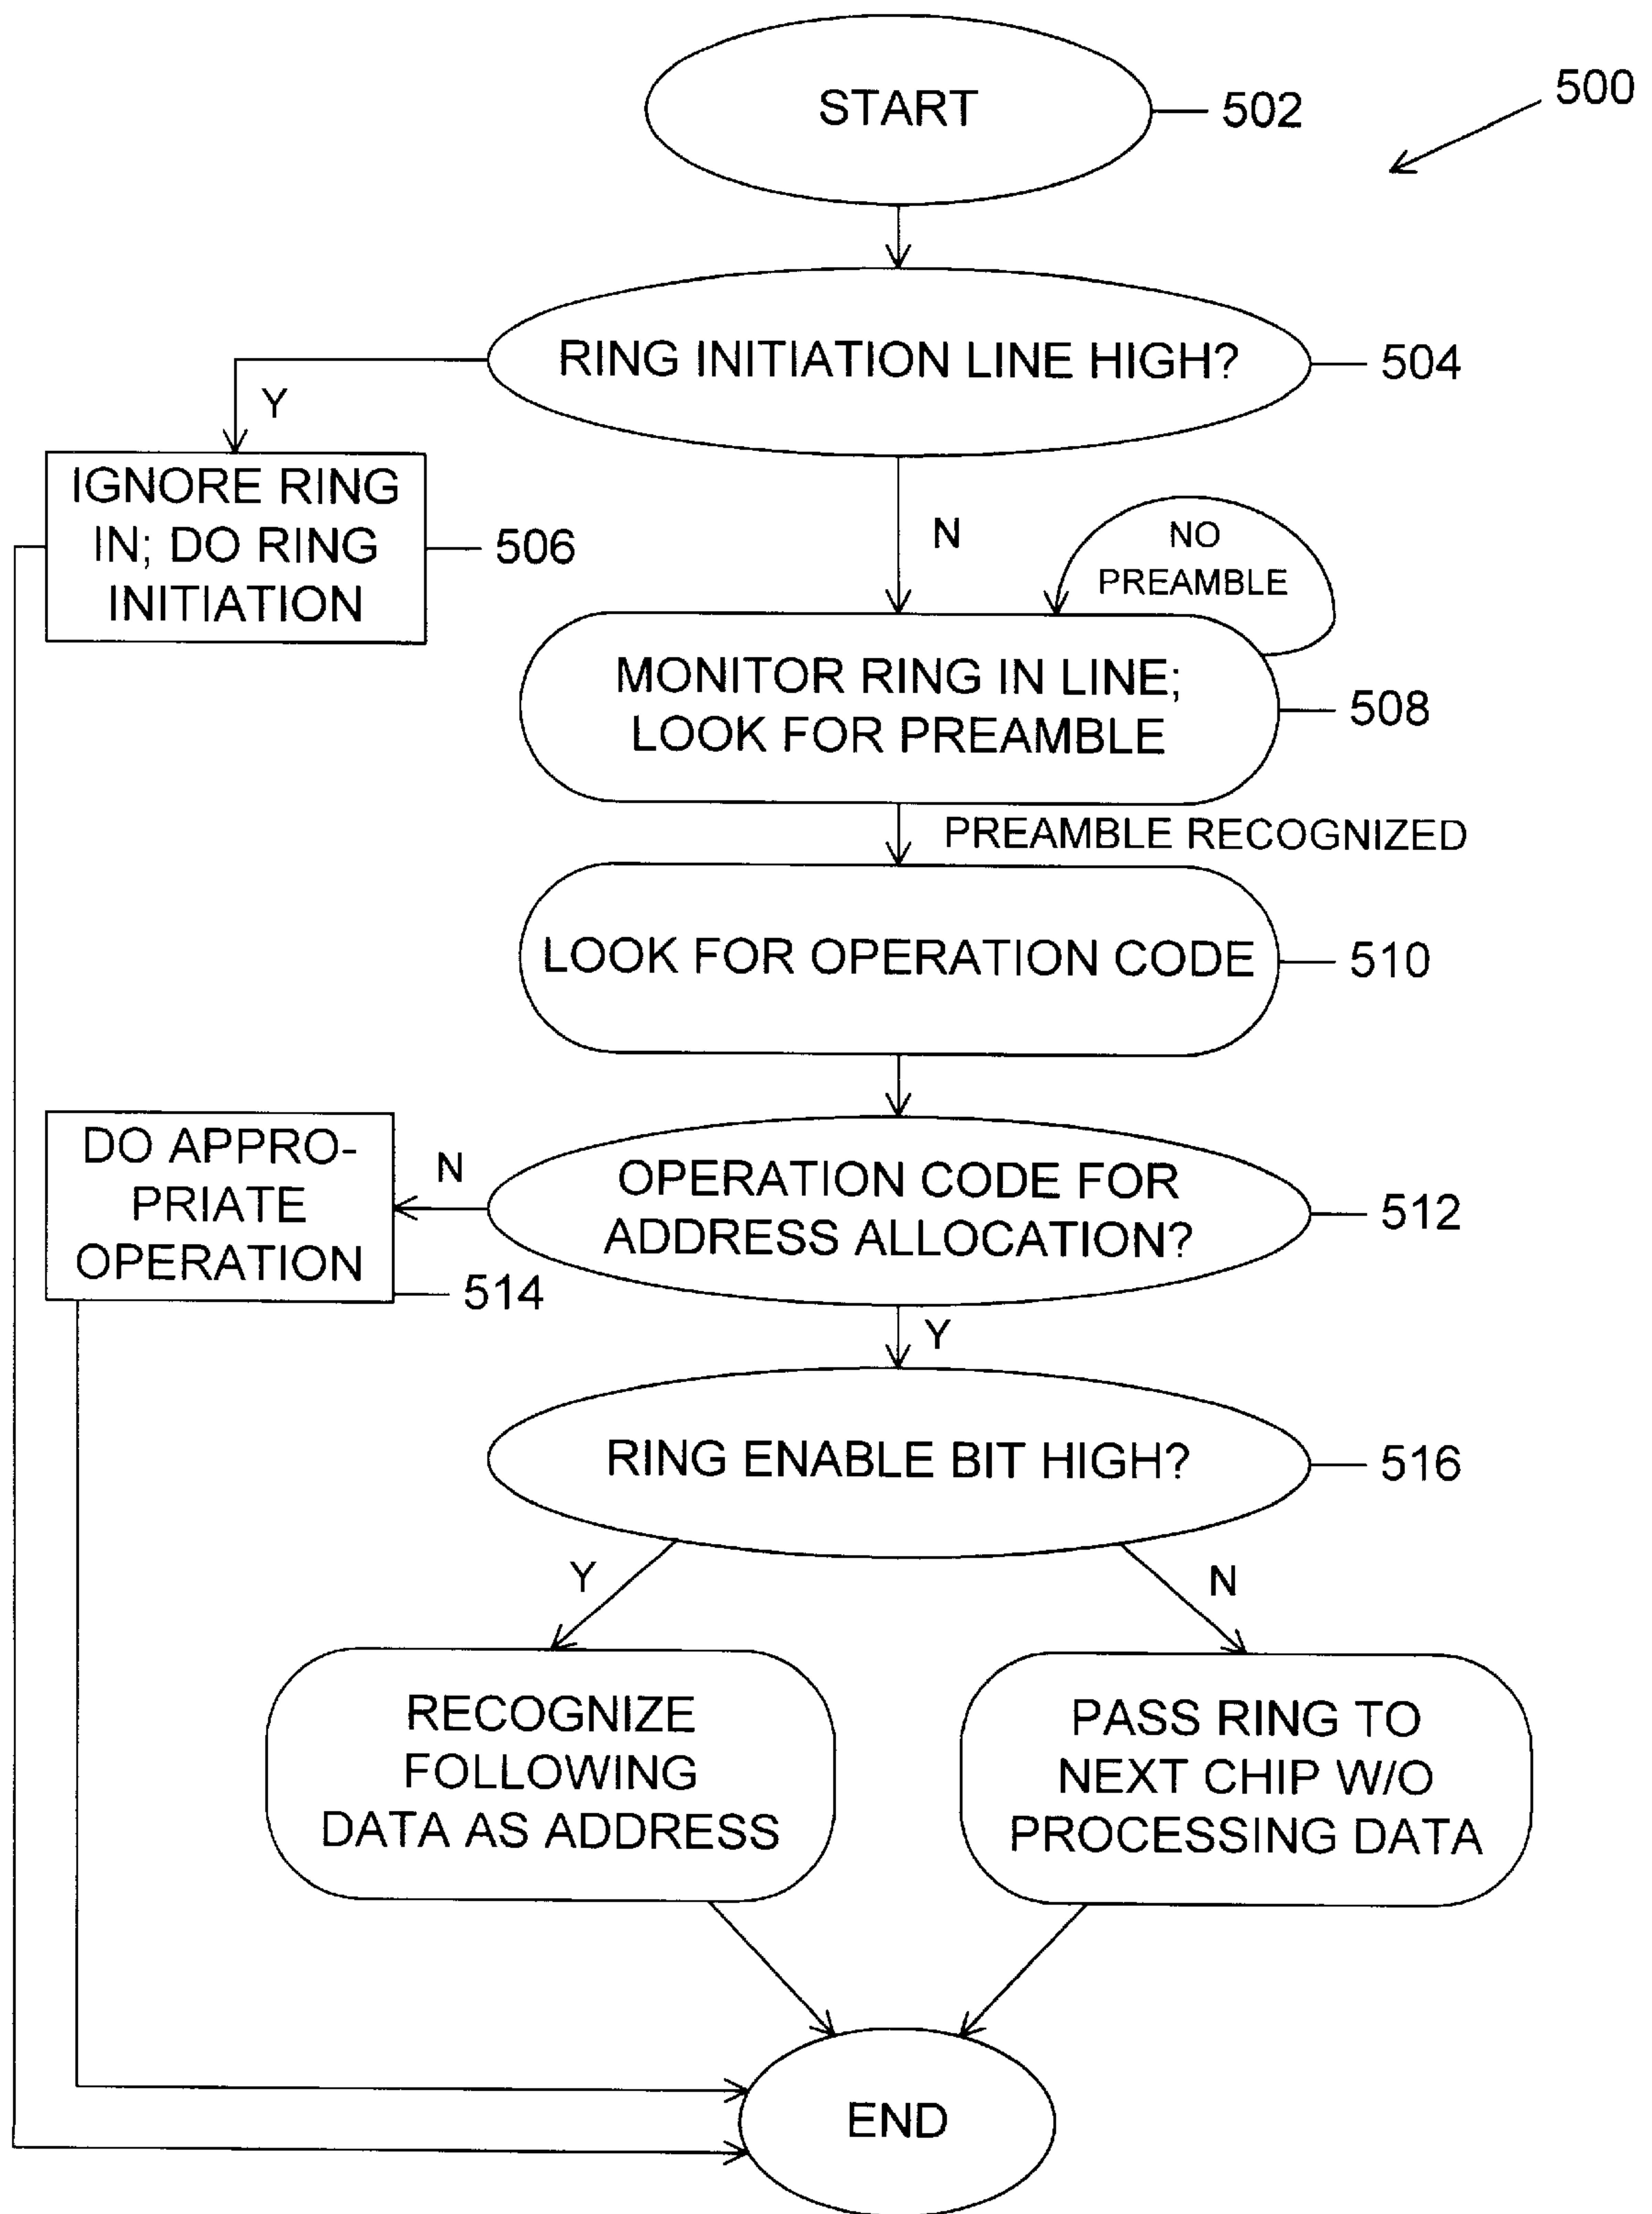 START
502
500
RING INITIATION LINE HIGH?
504
Y
IGNORE RING
IN; DO RING
INITIATION
506
N
NO
PREAMBLE
MONITOR RING IN LINE;
LOOK FOR PREAMBLE
508
PREAMBLE RECOGNIZED
LOOK FOR OPERATION CODE
510
DO APPRO-
PRIATE
OPERATION
514
N
OPERATION CODE FOR
ADDRESS ALLOCATION?
512
Y
RING ENABLE BIT HIGH?
516
Y
N
RECOGNIZE
FOLLOWING
DATA AS ADDRESS
PASS RING TO
NEXT CHIP W/O
PROCESSING DATA
END